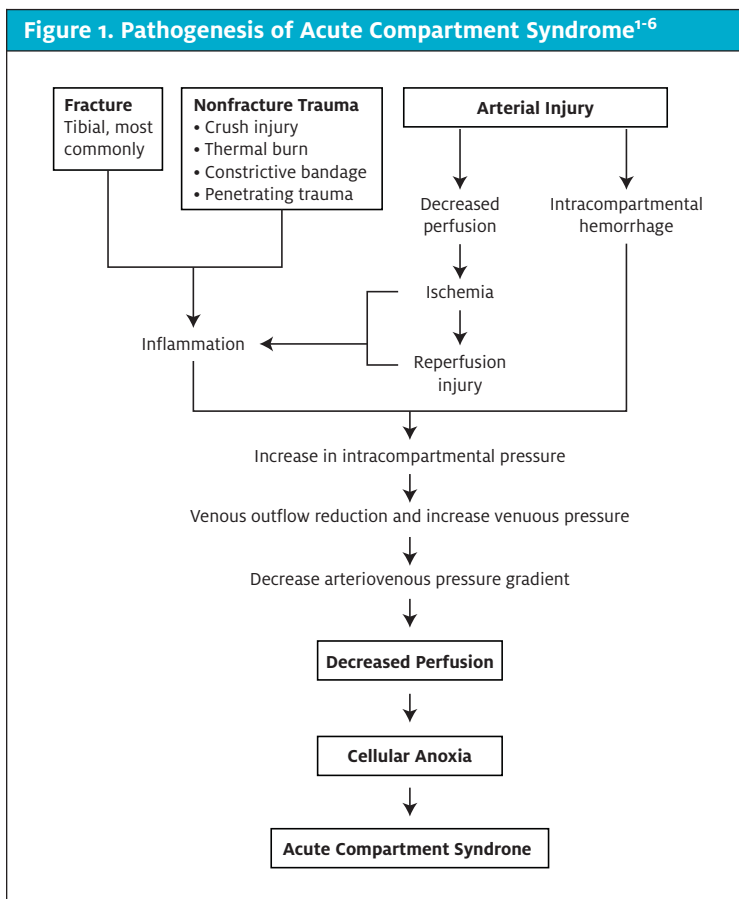 Figure 1. Pathogenesis of Acute Compartment Syndrome1-6
Fracture
Tibial, most
commonly
Nonfracture Trauma
• Crush injury
• Thermal burn
• Constrictive bandage
• Penetrating trauma
Arterial Injury
Decreased
perfusion
Intracompartmental
hemorrhage
Ischemia
Inflammation
Reperfusion
injury
Increase in intracompartmental pressure
Venous outflow reduction and increase venuous pressure
Decrease arteriovenous pressure gradient
Decreased Perfusion
Cellular Anoxia
Acute Compartment Syndrone